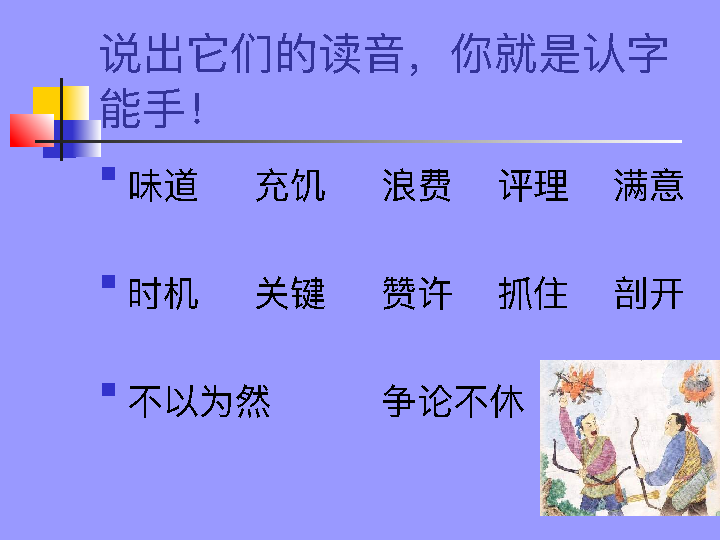 说出它们的读音，你就是认字
能手！
味道 充饥 浪费 评理 满意
时机 关键 赞许 抓住 剖开
不以为然 争论不休